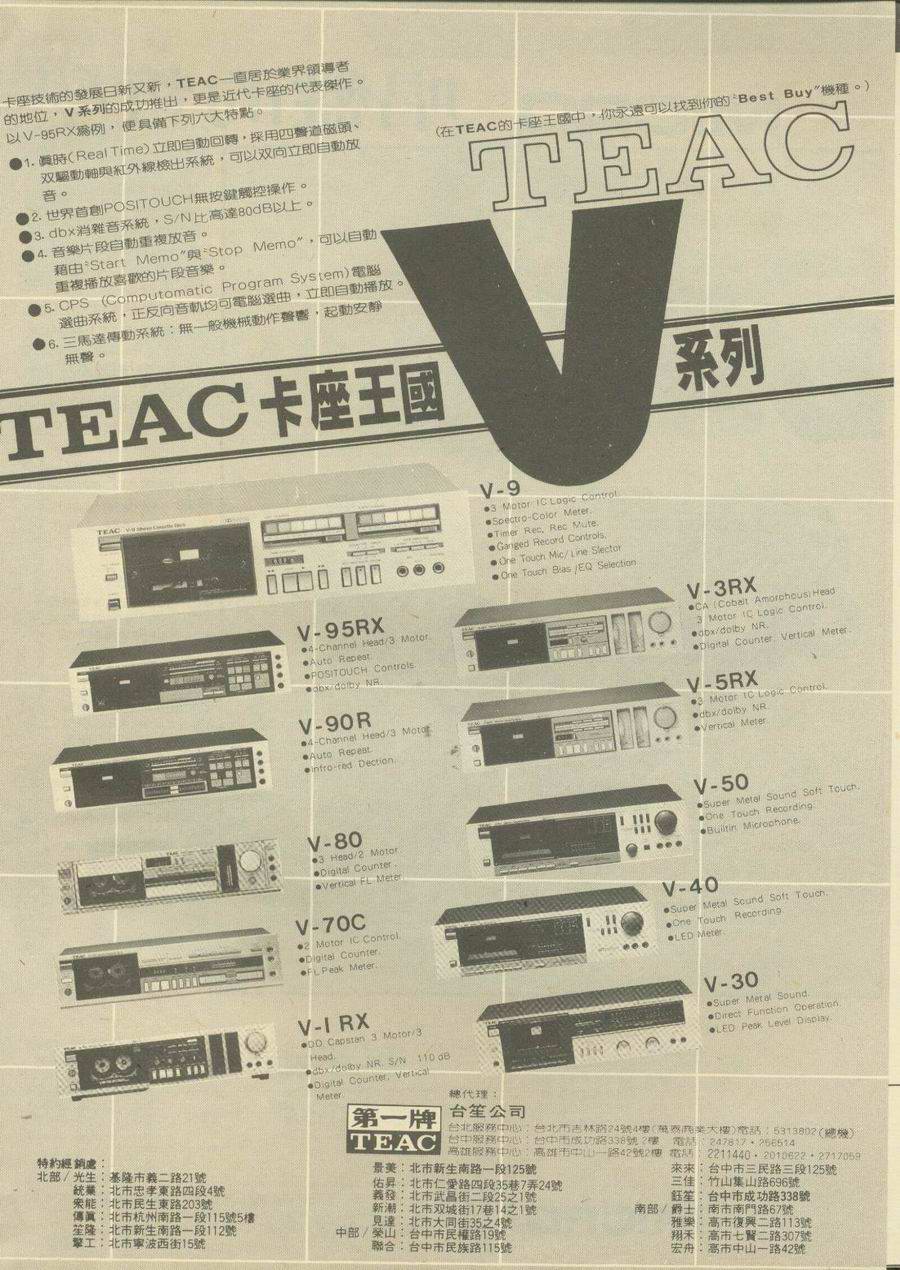 卡座技術的發展日新又新，TEAC一直居於業界領導者
的地位，V系列的成功推出，更是近代卡座的代表傑作。
以V-95RX為例，便具備下列六大特點。
●1. 眞時(Real Time)立即自動回轉，採用四聲道磁頭、
双驅動軸與紅外線檢出系統，可以双向立即自動放
音。
●2. 世界首創POSITOUCH無按鍵觸控操作。
●3. dbx消雜音系統，S/N比高達80dB以上。
●4. 音樂片段自動重複放音。
藉由“Start Memo”與“Stop Memo”，可以自動
重複播放喜歡的片段音樂。
●5. CPS (Computomatic Program System)電腦
選曲系統，正反向音軌均可電腦選曲，立即自動播放。
●6. 三馬達傳動系統：無一般機械動作聲響，起動安靜
無聲。
(在TEAC的卡座王國中，你永遠可以找到你的“Best Buy”機種。)
TEAC
V
系列
TEAC卡座王國
V-9
●3 Motor IC Logic Control
●Spectro-Color Meter.
●Timer Rec, Rec Mute.
●Ganged Record Controls.
●One Touch Mic/Line Slector
●One Touch Bias/EQ Selection
TEAC V-9 Stereo Cassette Deck
V-95RX
●4-Channel Head/3 Motor.
●Auto Repeat.
●POSITOUCH Controls.
●dbx/dolby NR.
V-3RX
●CA (Cobalt Amorphous) Head
3 Motor IC Logic Control.
●dbx/dolby NR.
●Digital Counter, Vertical Meter.
V-90R
●4-Channel Head/3 Motor
●Auto Repeat.
●Infro-red Dection.
V-5RX
●3 Motor IC Logic Control.
●dbx/dolby NR.
●Vertical Meter.
V-80
●3 Head/2 Motor
●Digital Counter.
●Vertical FL Meter
V-50
●Super Metal Sound Soft Touch.
●One Touch Recording.
●Builtin Microphone.
V-70C
●2 Motor IC Control.
●Digital Counter.
●FL Peak Meter.
V-40
●Super Metal Sound Soft Touch.
●One Touch Recording
●LED Meter.
V-1 RX
●DD Capstan 3 Motor/3
Head.
●dbx/dolby NR, S/N 110 dB
●Digital Counter, Vertical
Meter
V-30
●Super Metal Sound.
●Direct Function Operation.
●LED Peak Level Display.
總代理：
第一牌
TEAC
台笙公司
台北服務中心：台北市吉林路24號4樓(萬泰商業大樓)電話：5313802(總機)
台中服務中心：台中市成功路338號2樓 電話：247817・256514
高雄服務中心：高雄市中山一路42號2樓 電話：2211440・2010622・2717059
特約經銷處：
北部／光生：基隆市義二路21號
統業：北市忠孝東路四段4號
衆能：北市民生東路203號
傳眞：北市杭州南路一段115號5樓
笙隆：北市新生南路一段112號
擎工：北市寧波西街15號
景美：北市新生南路一段125號
佑昇：北市仁愛路四段35巷7弄24號
義發：北市武昌街二段25之1號
新潮：北市双城街17巷14之1號
見達：北市大同街35之4號
中部／榮山：台中市民權路19號
聯合：台中市民族路115號
來來：台中市三民路三段125號
三佳：竹山集山路696號
鈺笙：台中市成功路338號
南部／爵士：南市南門路67號
雅樂：高市復興二路113號
翔禾：高市七賢二路307號
宏舟：高市中山一路42號